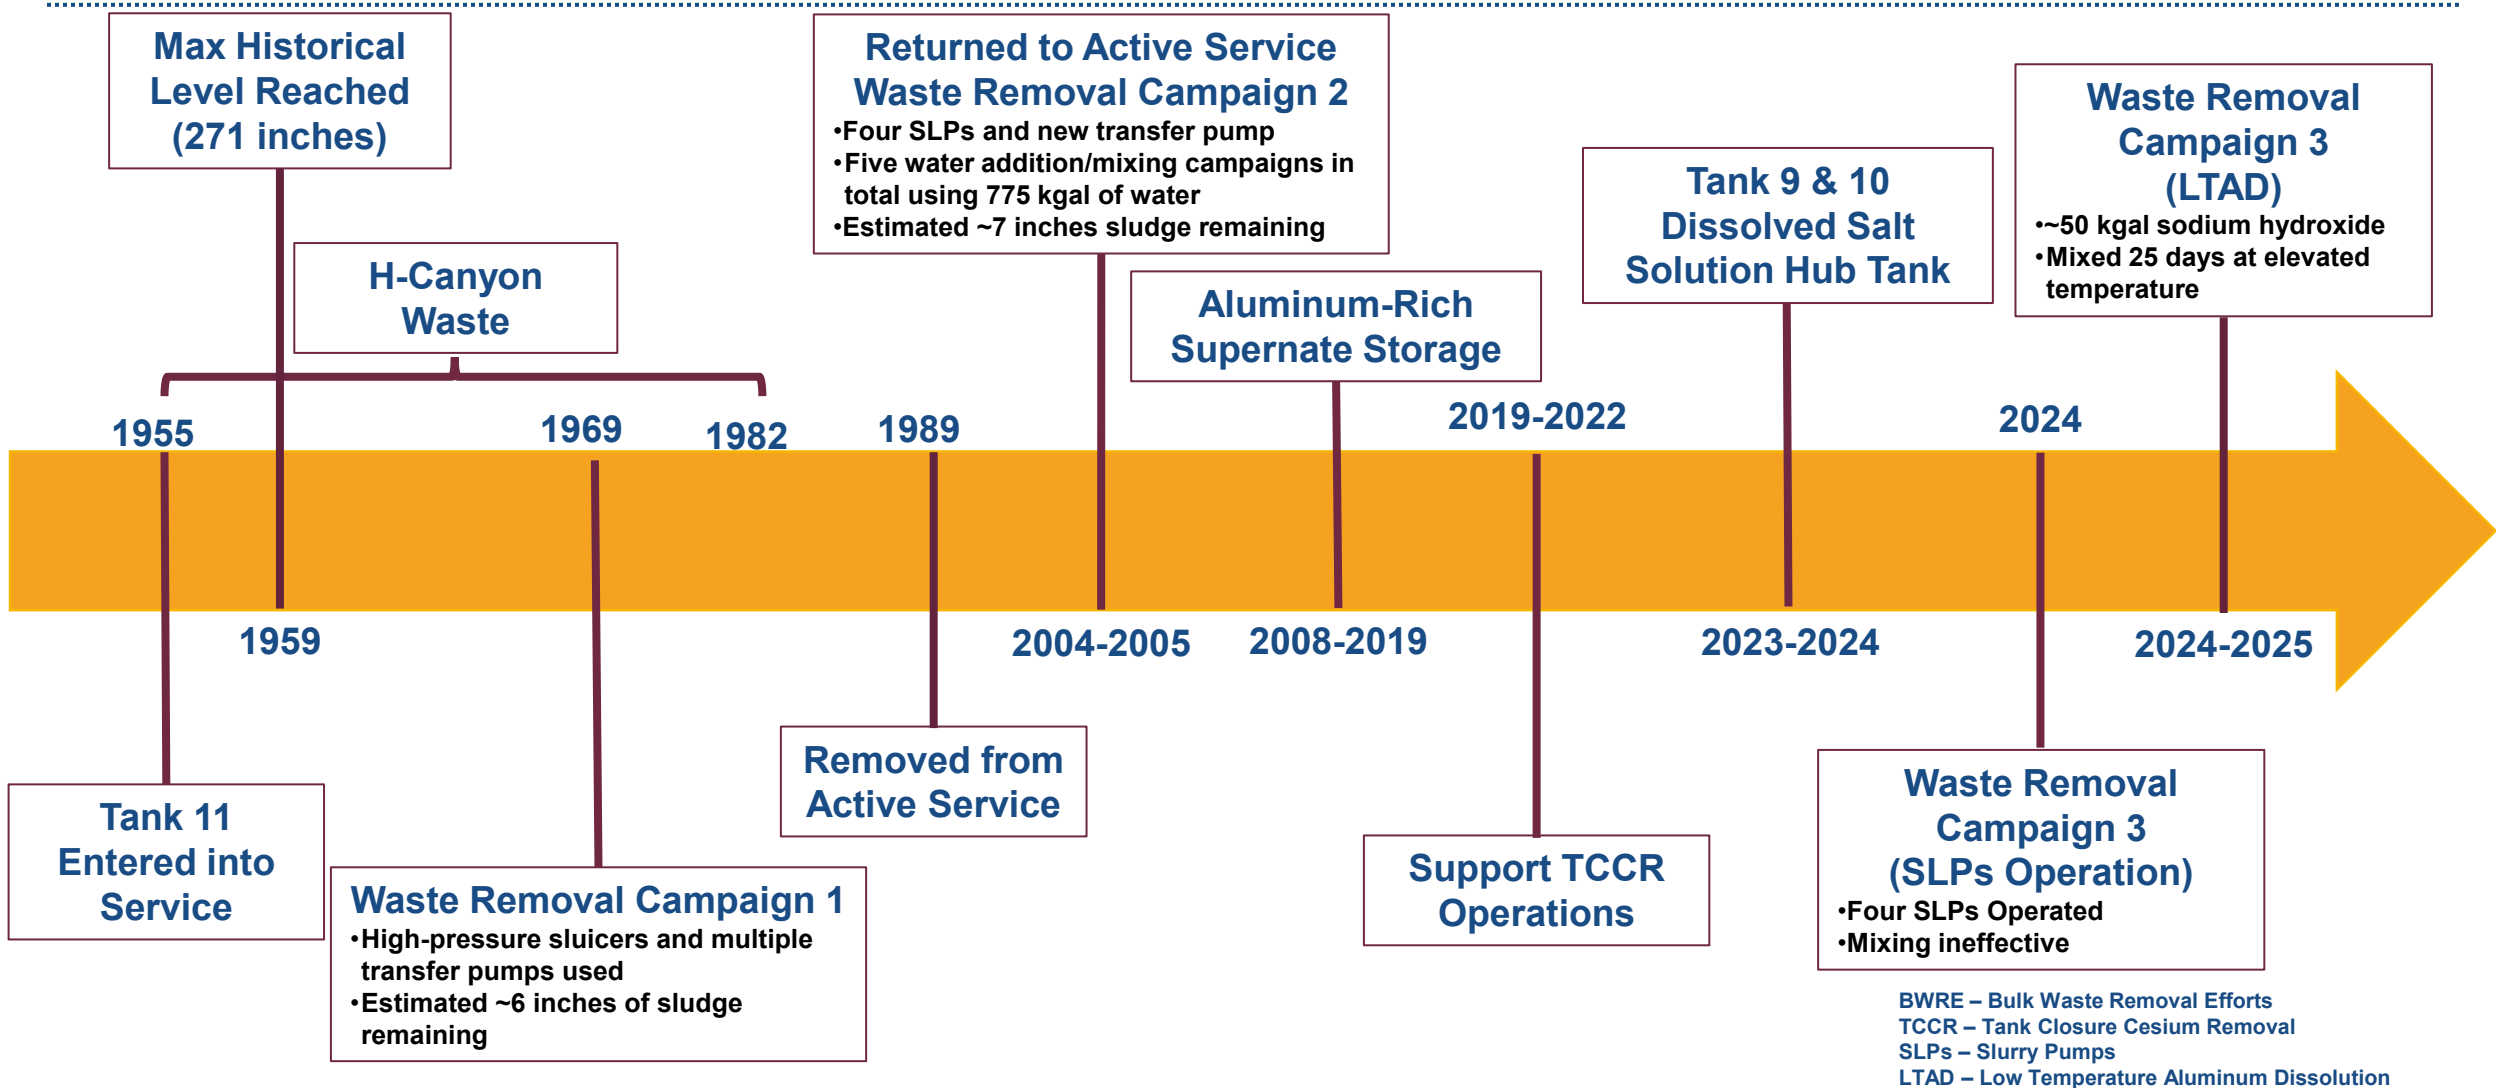 Max Historical
Level Reached
(271 inches)
H-Canyon
Waste
Returned to Active Service
Waste Removal Campaign 2
•Four SLPs and new transfer pump
•Five water addition/mixing campaigns in
total using 775 kgal of water
•Estimated ~7 inches sludge remaining
Aluminum-Rich
Supernate Storage
Tank 9 & 10
Dissolved Salt
Solution Hub Tank
Waste Removal
Campaign 3
(LTAD)
•~50 kgal sodium hydroxide
•Mixed 25 days at elevated
temperature
1955
1969
1982
1989
2019-2022
2024
1959
2004-2005
2008-2019
2023-2024
2024-2025
Tank 11
Entered into
Service
Waste Removal Campaign 1
•High-pressure sluicers and multiple
transfer pumps used
•Estimated ~6 inches of sludge
remaining
Removed from
Active Service
Support TCCR
Operations
Waste Removal
Campaign 3
(SLPs Operation)
•Four SLPs Operated
•Mixing ineffective
BWRE – Bulk Waste Removal Efforts
TCCR – Tank Closure Cesium Removal
SLPs – Slurry Pumps
LTAD – Low Temperature Aluminum Dissolution